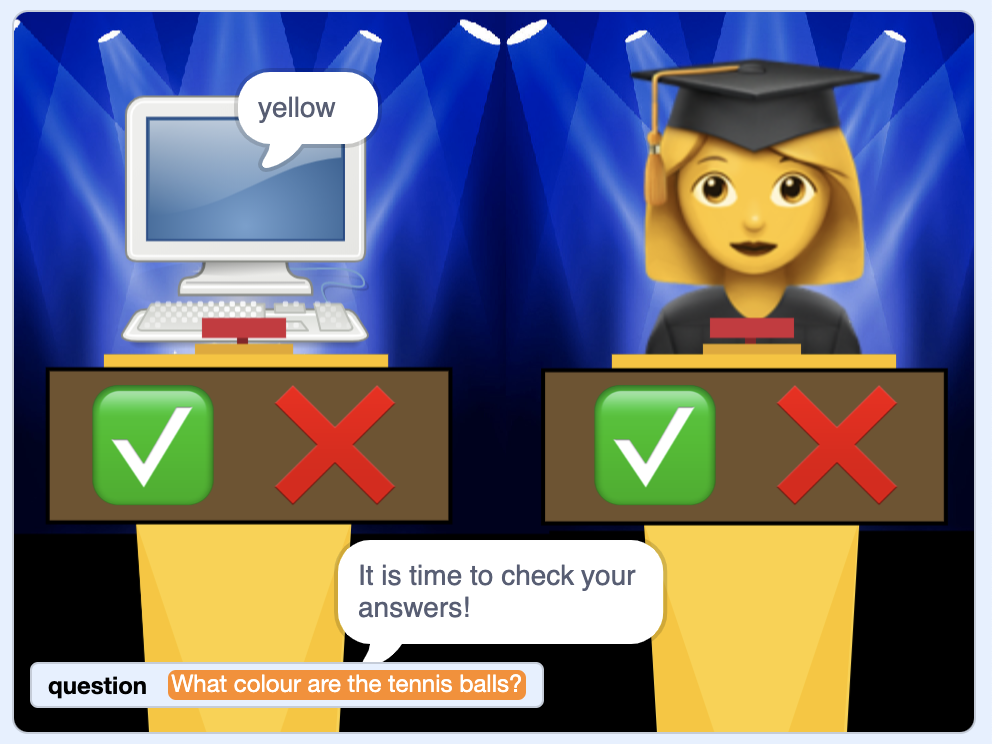 yellow
It is time to check your
answers!
question What colour are the tennis balls?